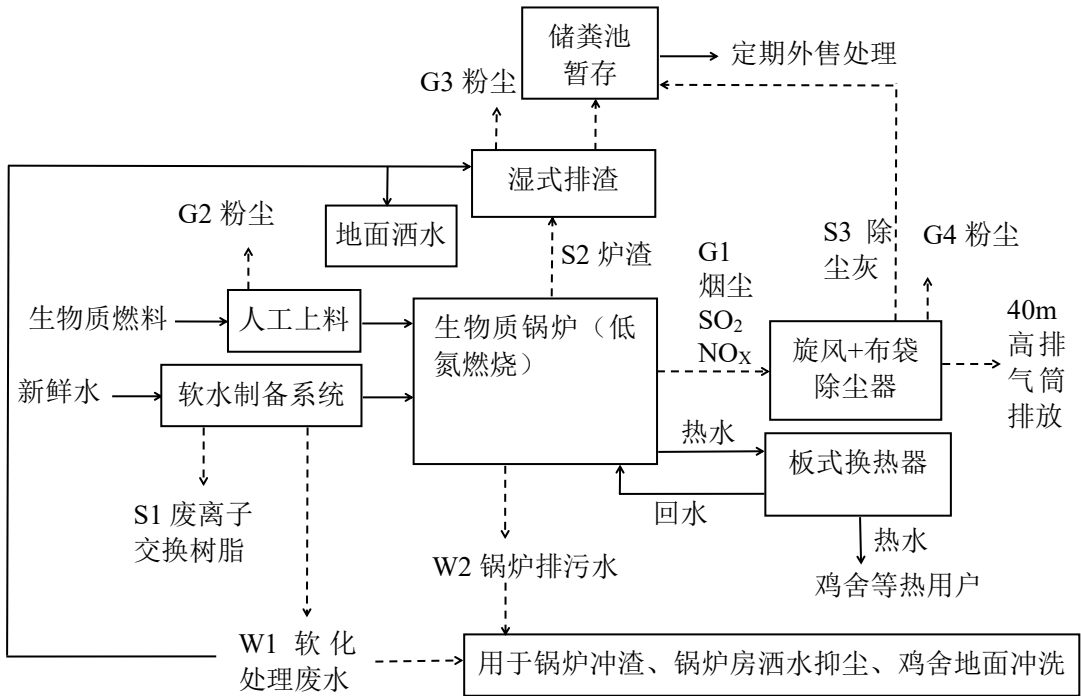 储粪池
暂存
定期外售处理
G3 粉尘
湿式排渣
G2 粉尘
地面洒水
S2 炉渣
G1
烟尘
SO₂
NOX
S3 除
尘灰
G4 粉尘
生物质燃料
人工上料
生物质锅炉（低
氮燃烧）
旋风+布袋
除尘器
40m
高排
气筒
排放
新鲜水
软水制备系统
热水
板式换热器
回水
S1 废离子
交换树脂
热水
W2 锅炉排污水
鸡舍等热用户
W1 软化
处理废水
用于锅炉冲渣、锅炉房洒水抑尘、鸡舍地面冲洗